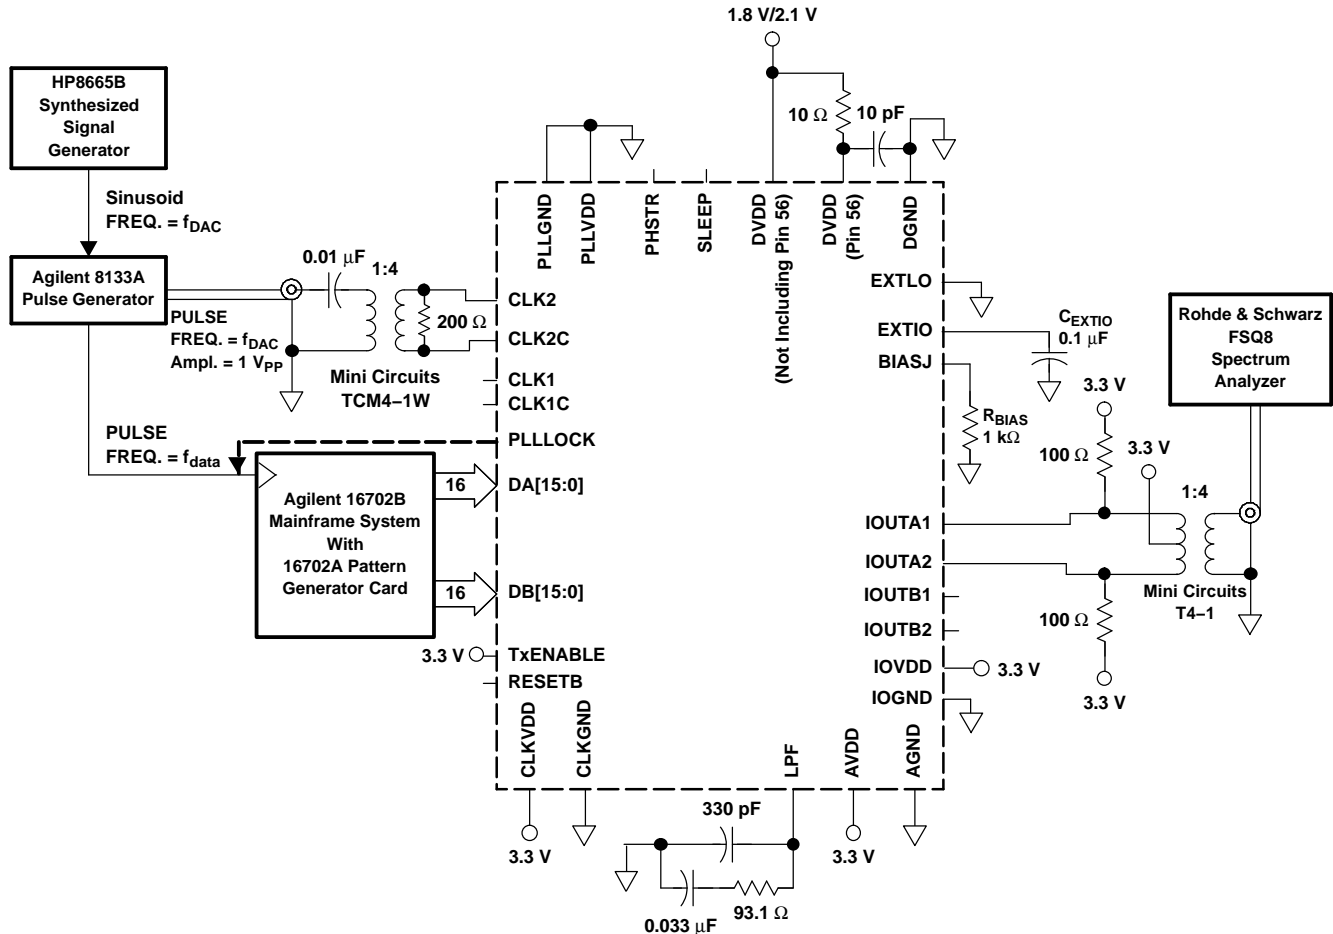 1.8 V/2.1 V
HP8665B
Synthesized
Signal
Generator
10 Ω
10 pF
Sinusoid
FREQ. = fDAC
PLLGND
PLLVDD
PHSTR
SLEEP
DVDD
(Not Including Pin 56)
DVDD
(Pin 56)
DGND
Agilent 8133A
Pulse Generator
0.01 µF
1:4
CLK2
200 Ω
CLK2C
PULSE
FREQ. = fDAC
Ampl. = 1 VPP
Mini Circuits
TCM4–1W
CLK1
CLK1C
EXTLO
EXTIO
BIASJ
CEXTIO
0.1 µF
RBIAS
1 kΩ
Rohde & Schwarz
FSQ8
Spectrum
Analyzer
3.3 V
100 Ω
3.3 V
1:4
PULSE
FREQ. = fdata
PLLLOCK
Agilent 16702B
Mainframe System
With
16702A Pattern
Generator Card
16
DA[15:0]
16
DB[15:0]
IOUTA1
IOUTA2
IOUTB1
IOUTB2
Mini Circuits
T4–1
100 Ω
3.3 V
3.3 V
TxENABLE
RESETB
IOVDD
3.3 V
IOGND
CLKVDD
CLKGND
LPF
AVDD
AGND
3.3 V
330 pF
3.3 V
0.033 µF
93.1 Ω